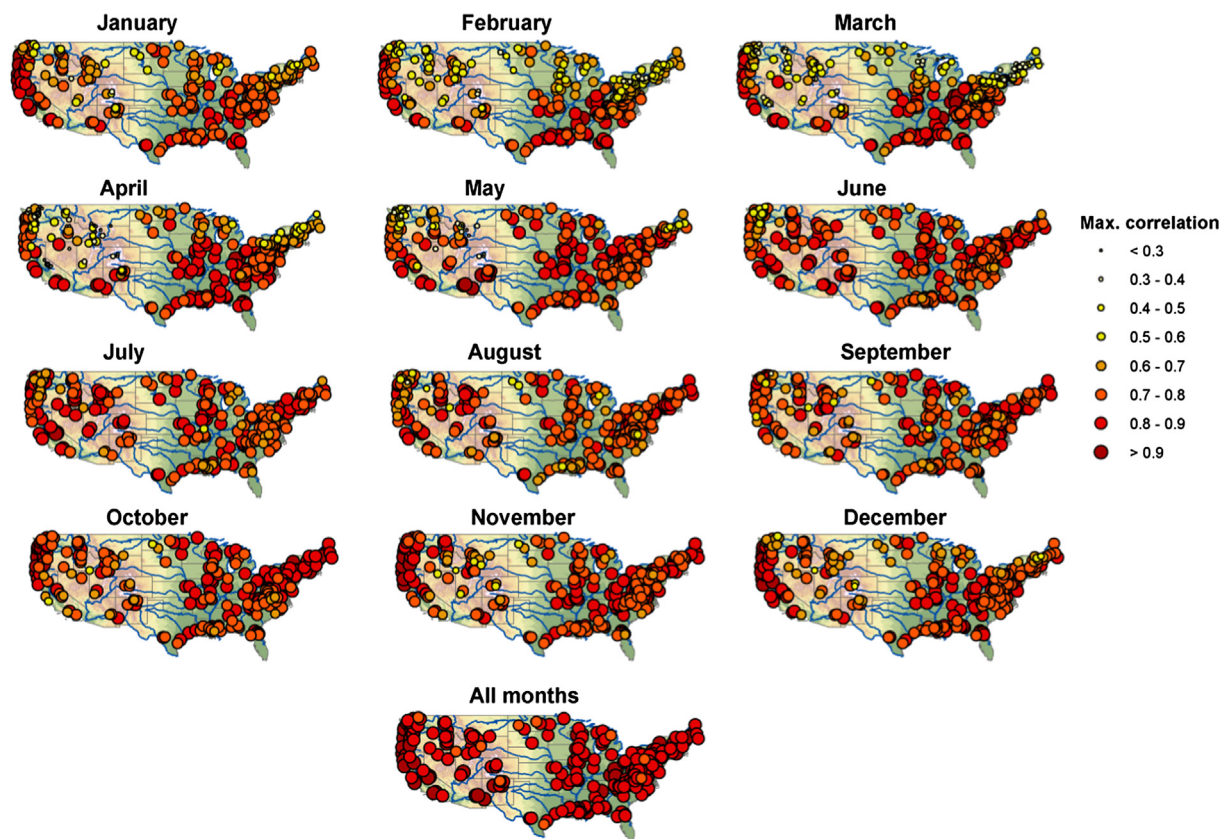 January
February
March
April
May
June
Max. correlation
< 0.3
0.3 - 0.4
0.4 - 0.5
0.5 - 0.6
0.6 - 0.7
0.7 - 0.8
0.8 - 0.9
> 0.9
July
August
September
October
November
December
All months